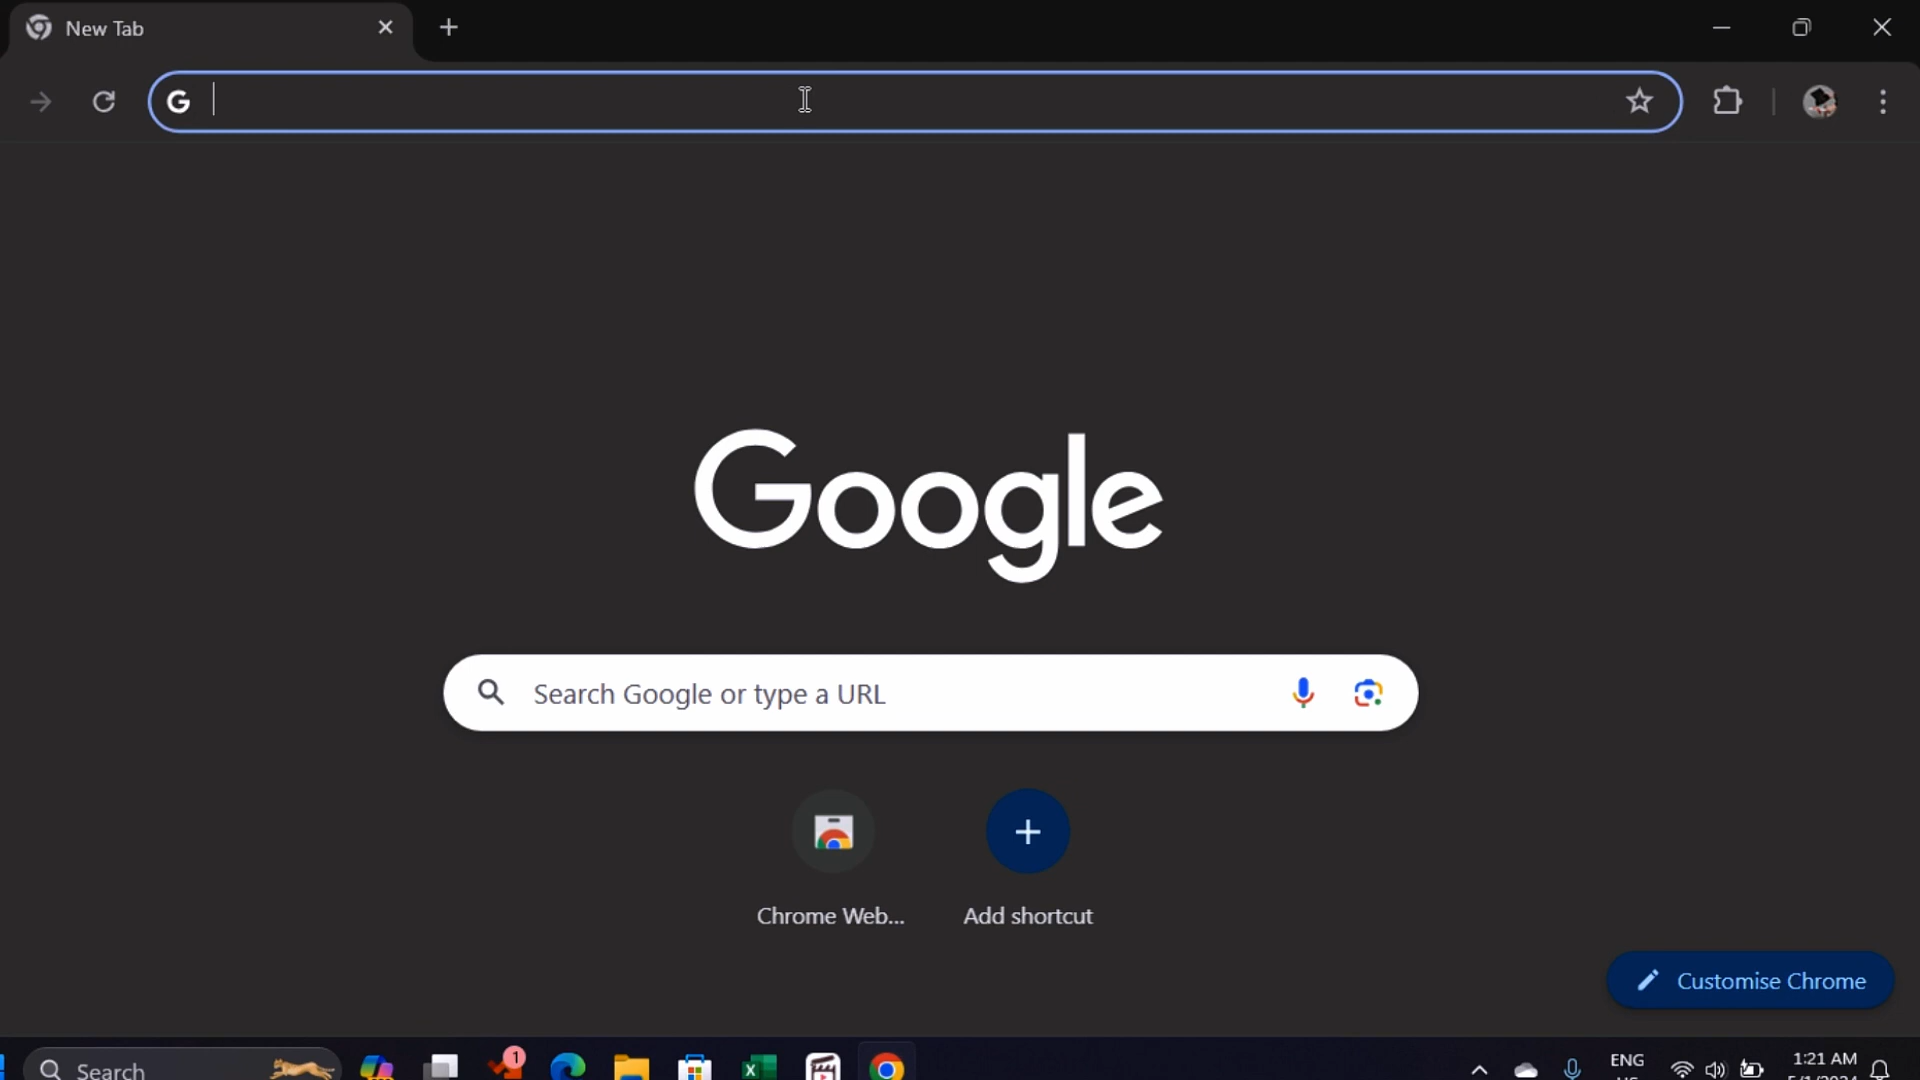 New Tab
G
Google
Search Google or type a URL
Chrome Web...
Add shortcut
Customise Chrome
Search
1
ENG
1:21 AM